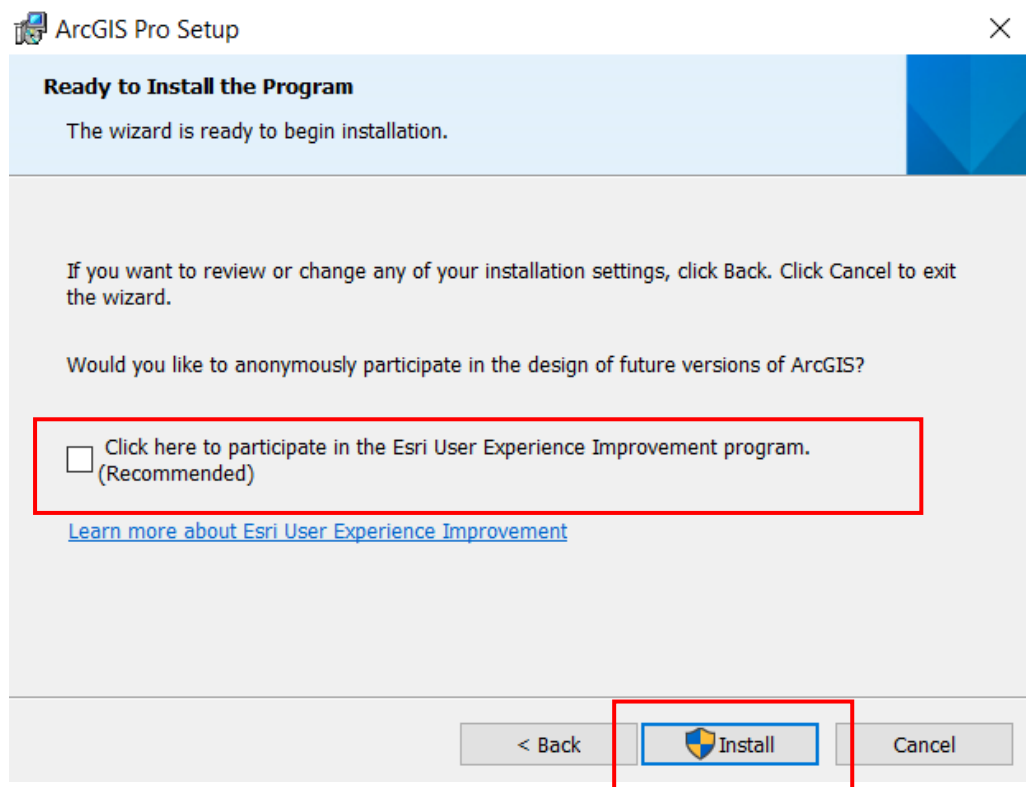 ArcGIS Pro Setup
Ready to Install the Program
The wizard is ready to begin installation.
If you want to review or change any of your installation settings, click Back. Click Cancel to exit
the wizard.
Would you like to anonymously participate in the design of future versions of ArcGIS?
Click here to participate in the Esri User Experience Improvement program.
(Recommended)
Learn more about Esri User Experience Improvement
< Back
Install
Cancel